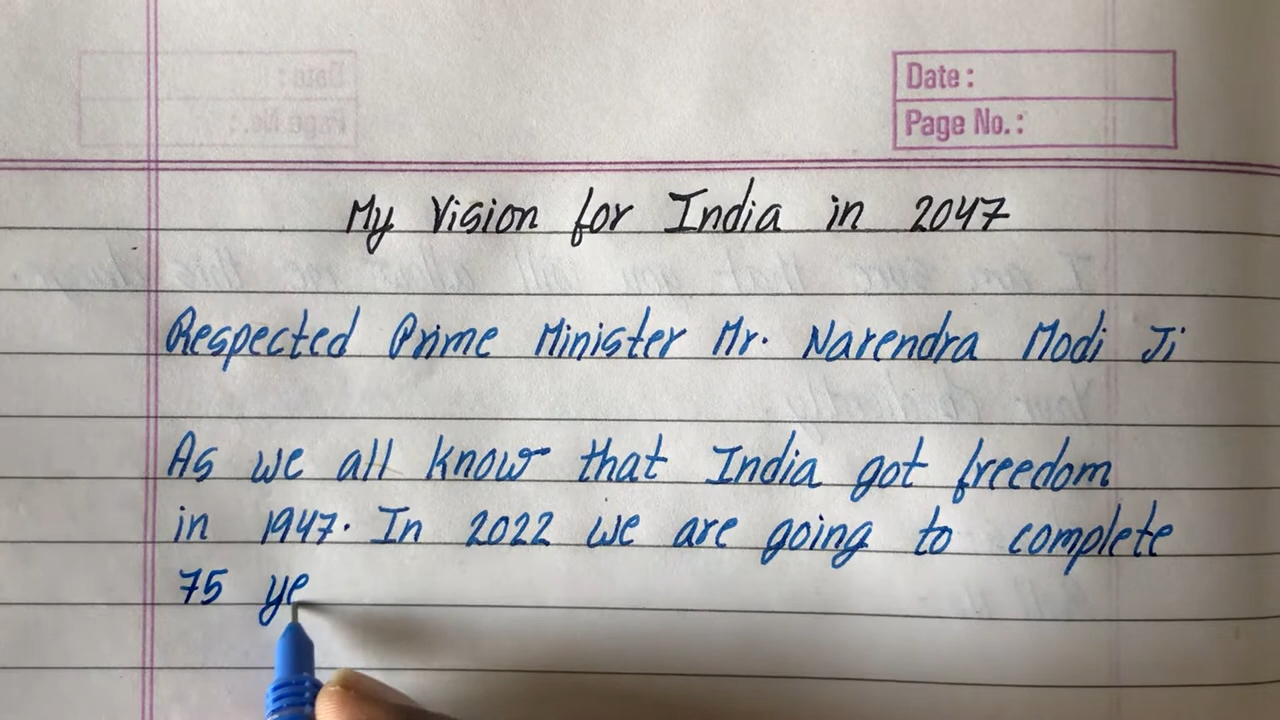 Date :
Page No. :
My Vision for India in 2047
Respected Prime Minister Mr. Narendra Modi Ji
As we all know that India got freedom
in 1947. In 2022 we are going to complete
75 ye